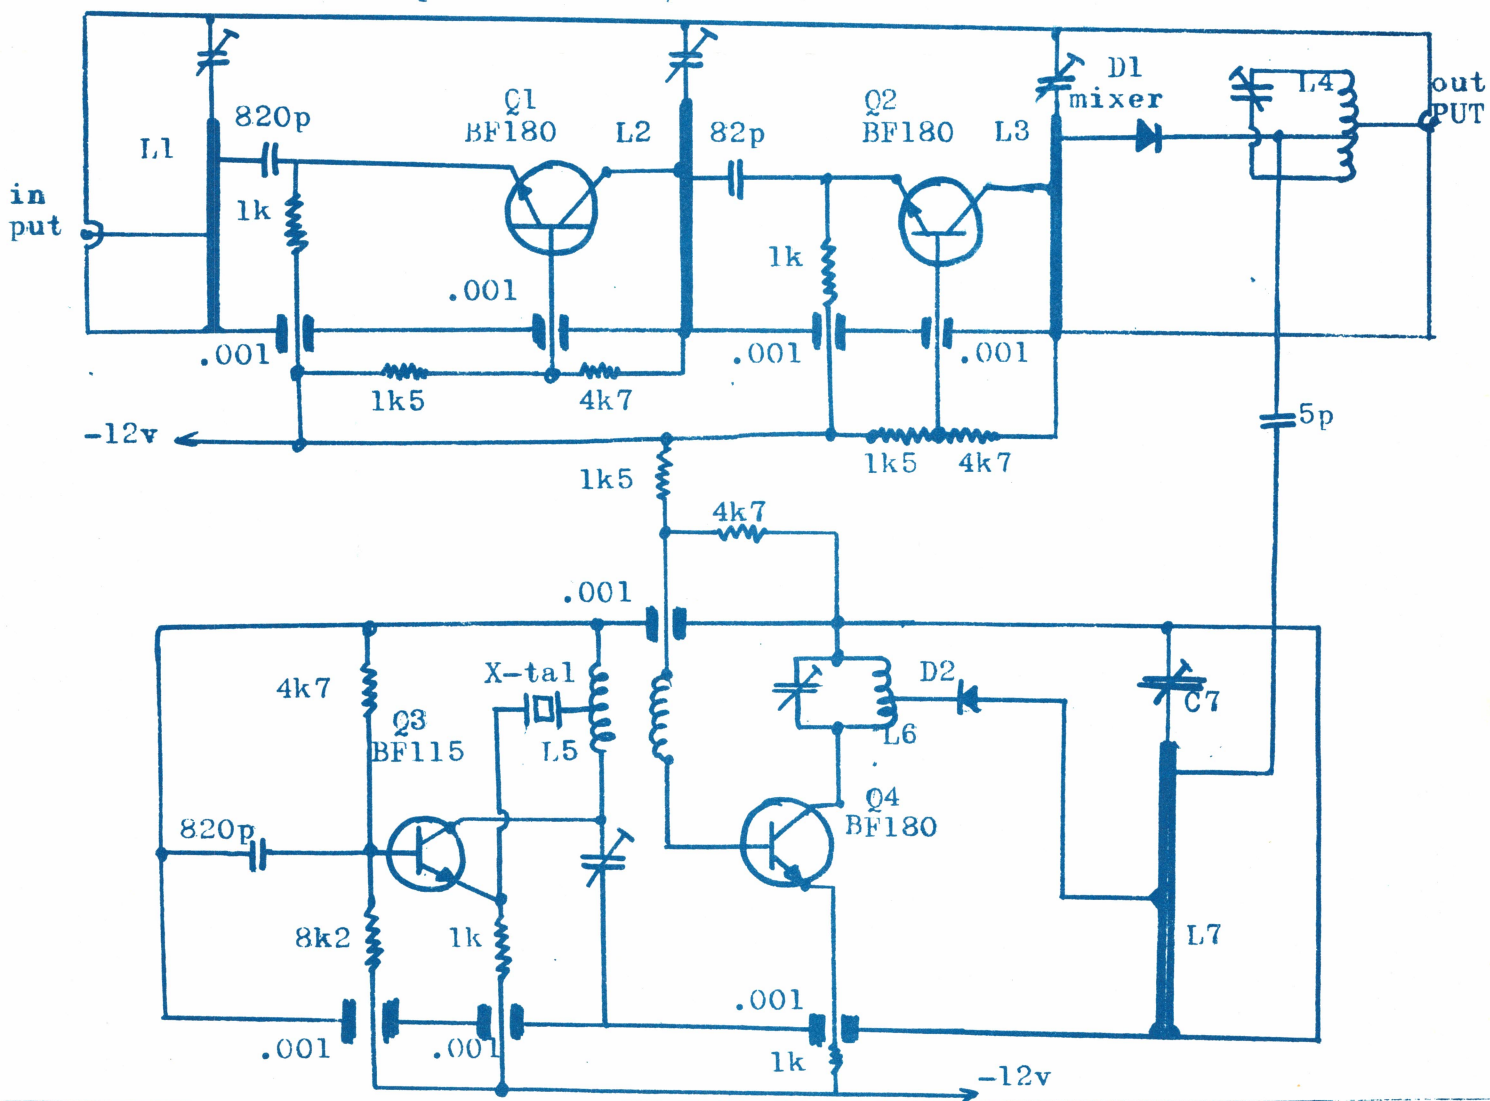 D1
mixer
L4
out
PUT
820p
Q1
BF180
L2
82p
Q2
BF180
L3
L1
in
put
1k
.001
1k
.001
.001
.001
1k5
4k7
-12v
5p
1k5
1k5
4k7
4k7
.001
4k7
X-tal
L5
Q3
BF115
D2
C7
L6
820p
Q4
BF180
8k2
1k
L7
.001
.001
.001
1k
-12v